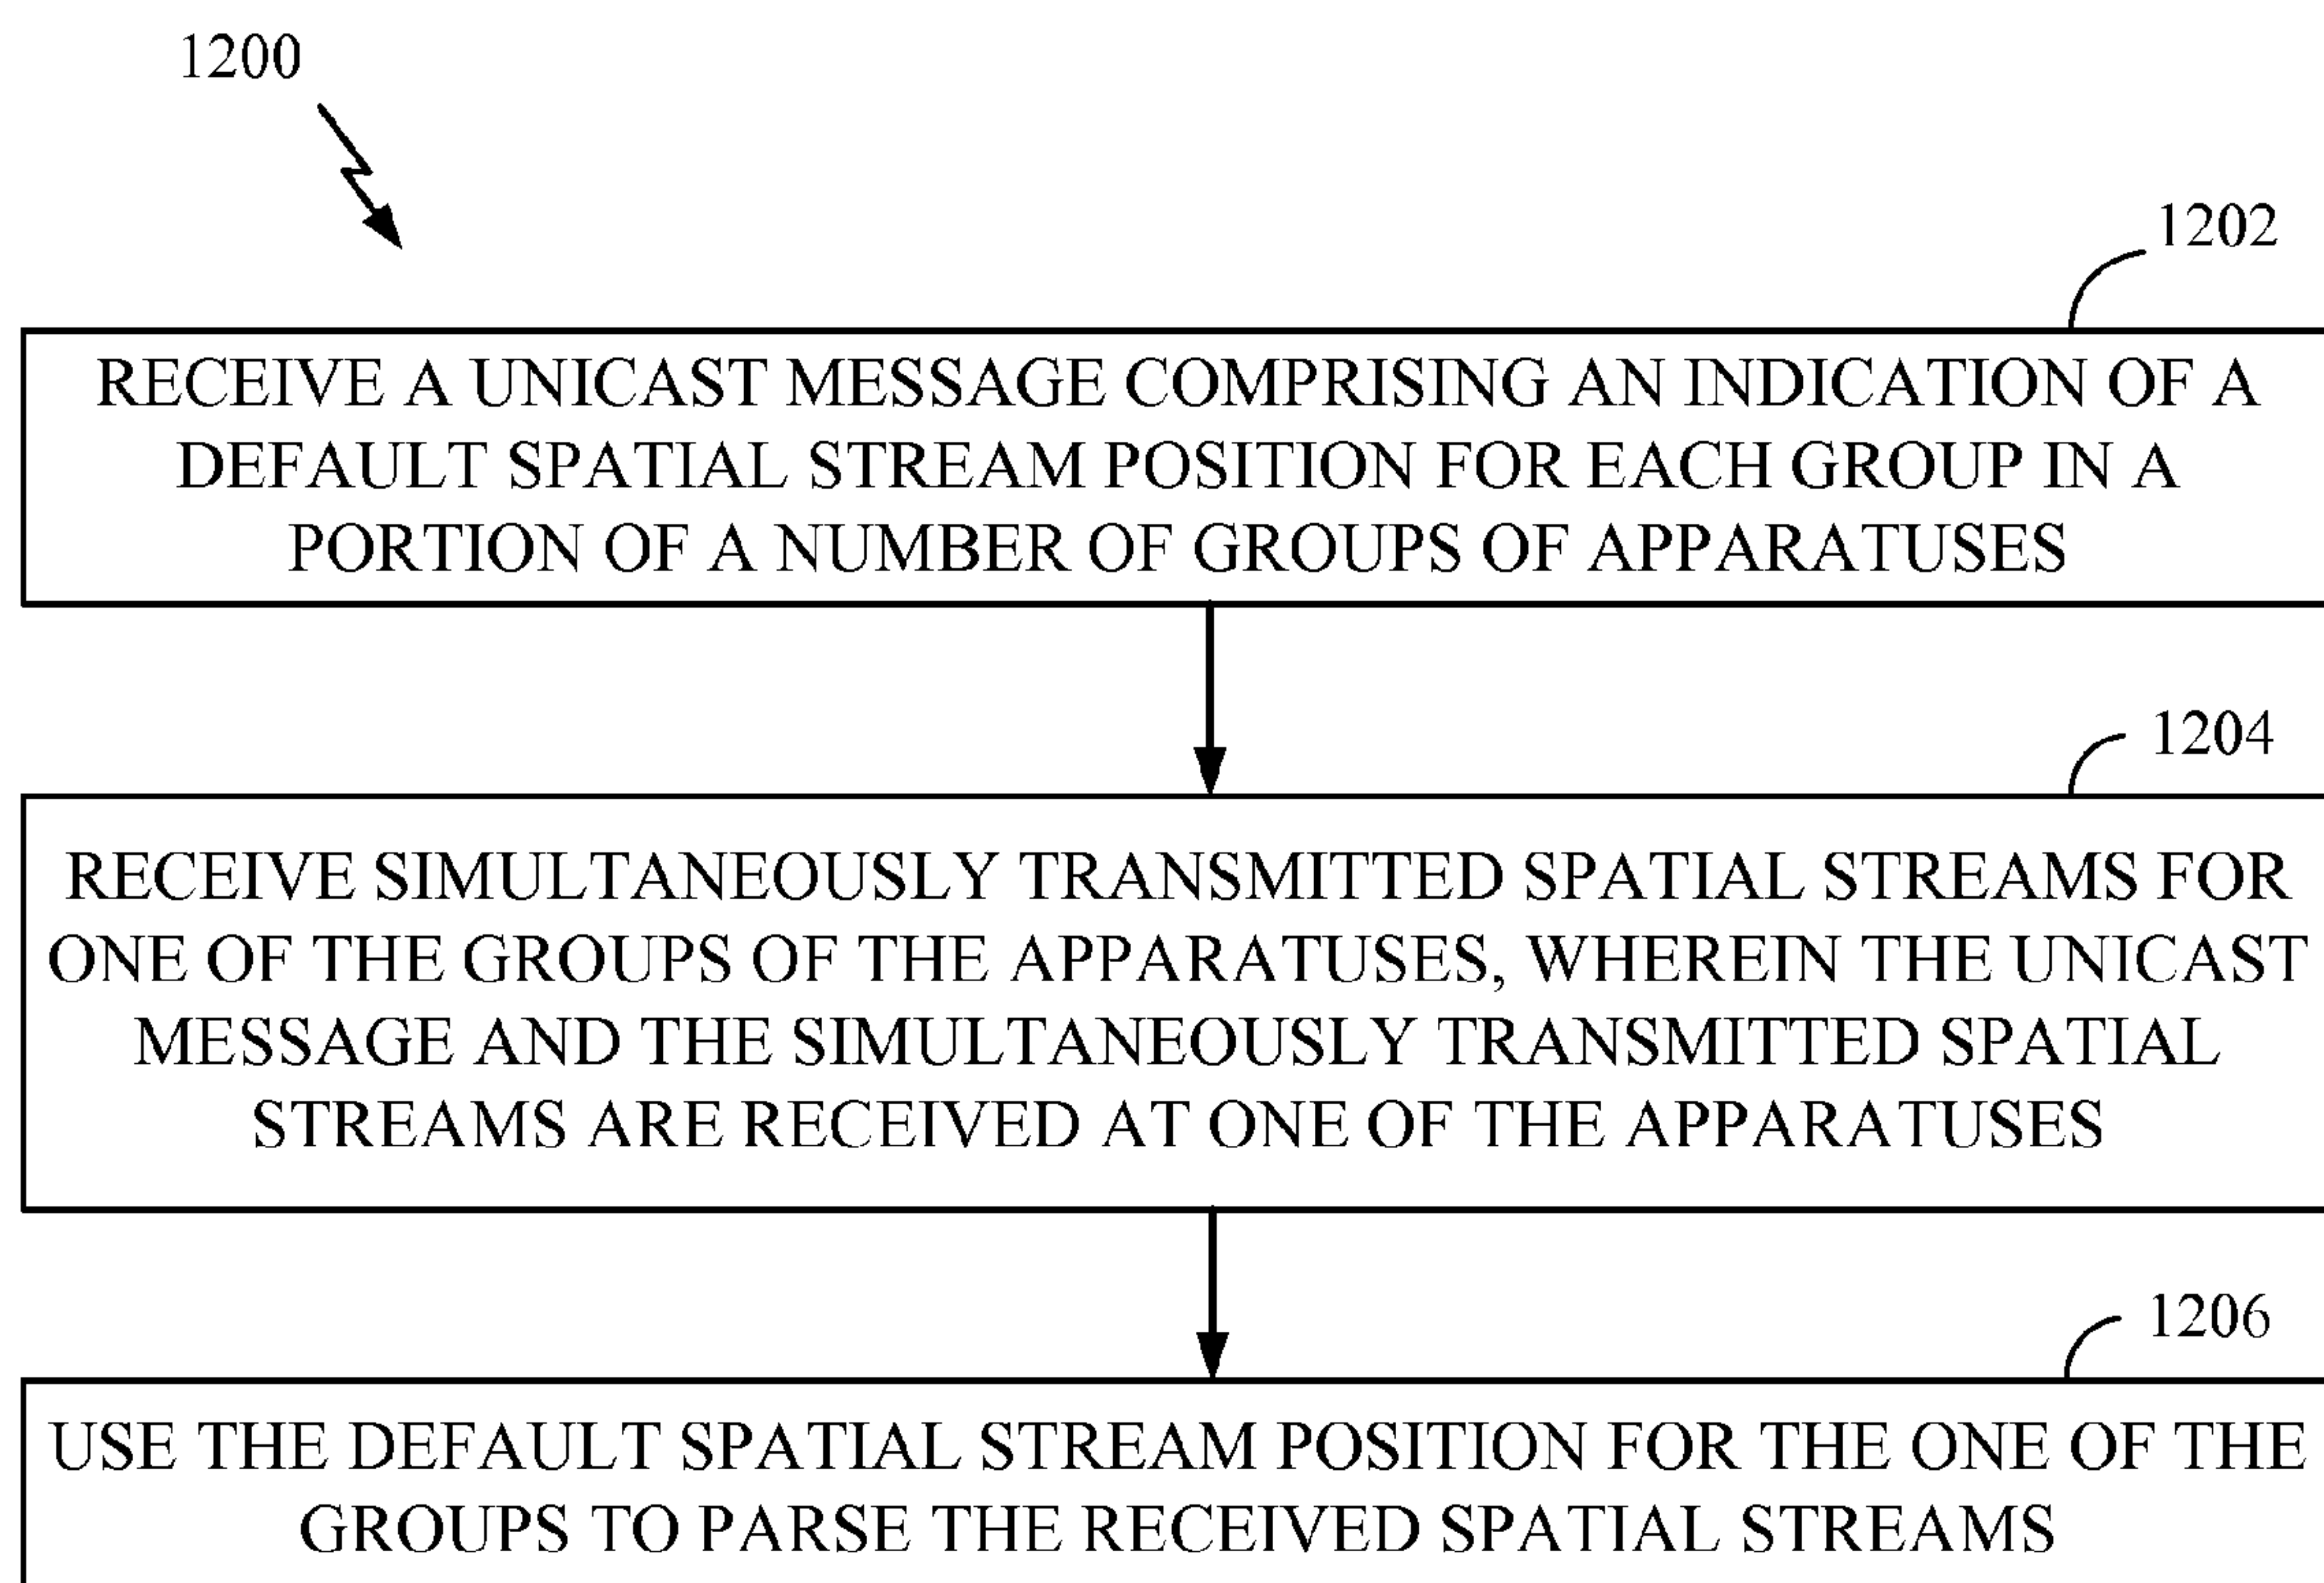 1200
1202
RECEIVE A UNICAST MESSAGE COMPRISING AN INDICATION OF A
DEFAULT SPATIAL STREAM POSITION FOR EACH GROUP IN A
PORTION OF A NUMBER OF GROUPS OF APPARATUSES
1204
RECEIVE SIMULTANEOUSLY TRANSMITTED SPATIAL STREAMS FOR
ONE OF THE GROUPS OF THE APPARATUSES, WHEREIN THE UNICAST
MESSAGE AND THE SIMULTANEOUSLY TRANSMITTED SPATIAL
STREAMS ARE RECEIVED AT ONE OF THE APPARATUSES
1206
USE THE DEFAULT SPATIAL STREAM POSITION FOR THE ONE OF THE
GROUPS TO PARSE THE RECEIVED SPATIAL STREAMS